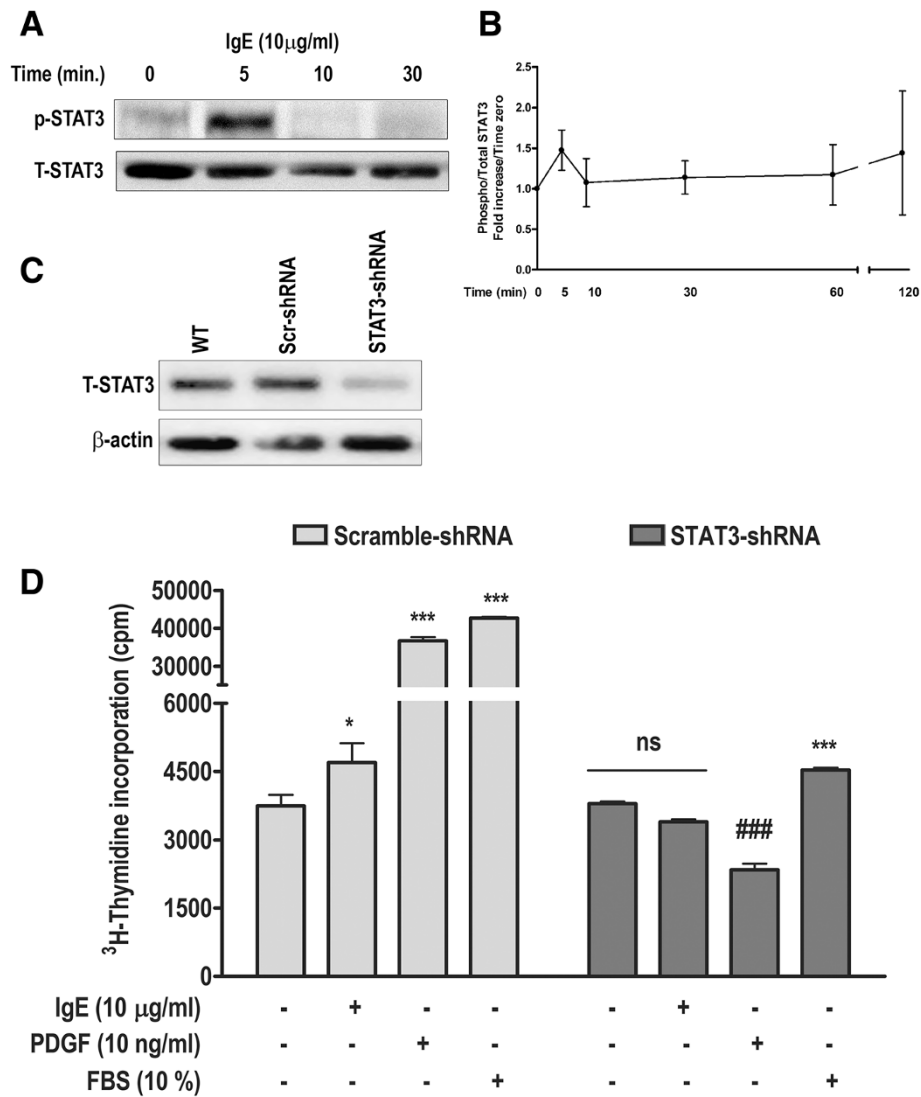 A
IgE (10μg/ml)
Time (min.) 0 5 10 30
p-STAT3
T-STAT3
B
Phospho/Total STAT3
Fold increase/Time zero
2.5
2.0
1.5
1.0
0.5
0.0
Time (min) 0 5 10 30 60 120
C
WT Scr-shRNA STAT3-shRNA
T-STAT3
β-actin
Scramble-shRNA STAT3-shRNA
D
³H-Thymidine incorporation (cpm)
50000
40000
30000
6000
4500
3000
1500
0
* *** *** ns ### ***
IgE (10 μg/ml) - + - - - + - -
PDGF (10 ng/ml) - - + - - - + -
FBS (10 %) - - - + - - - +